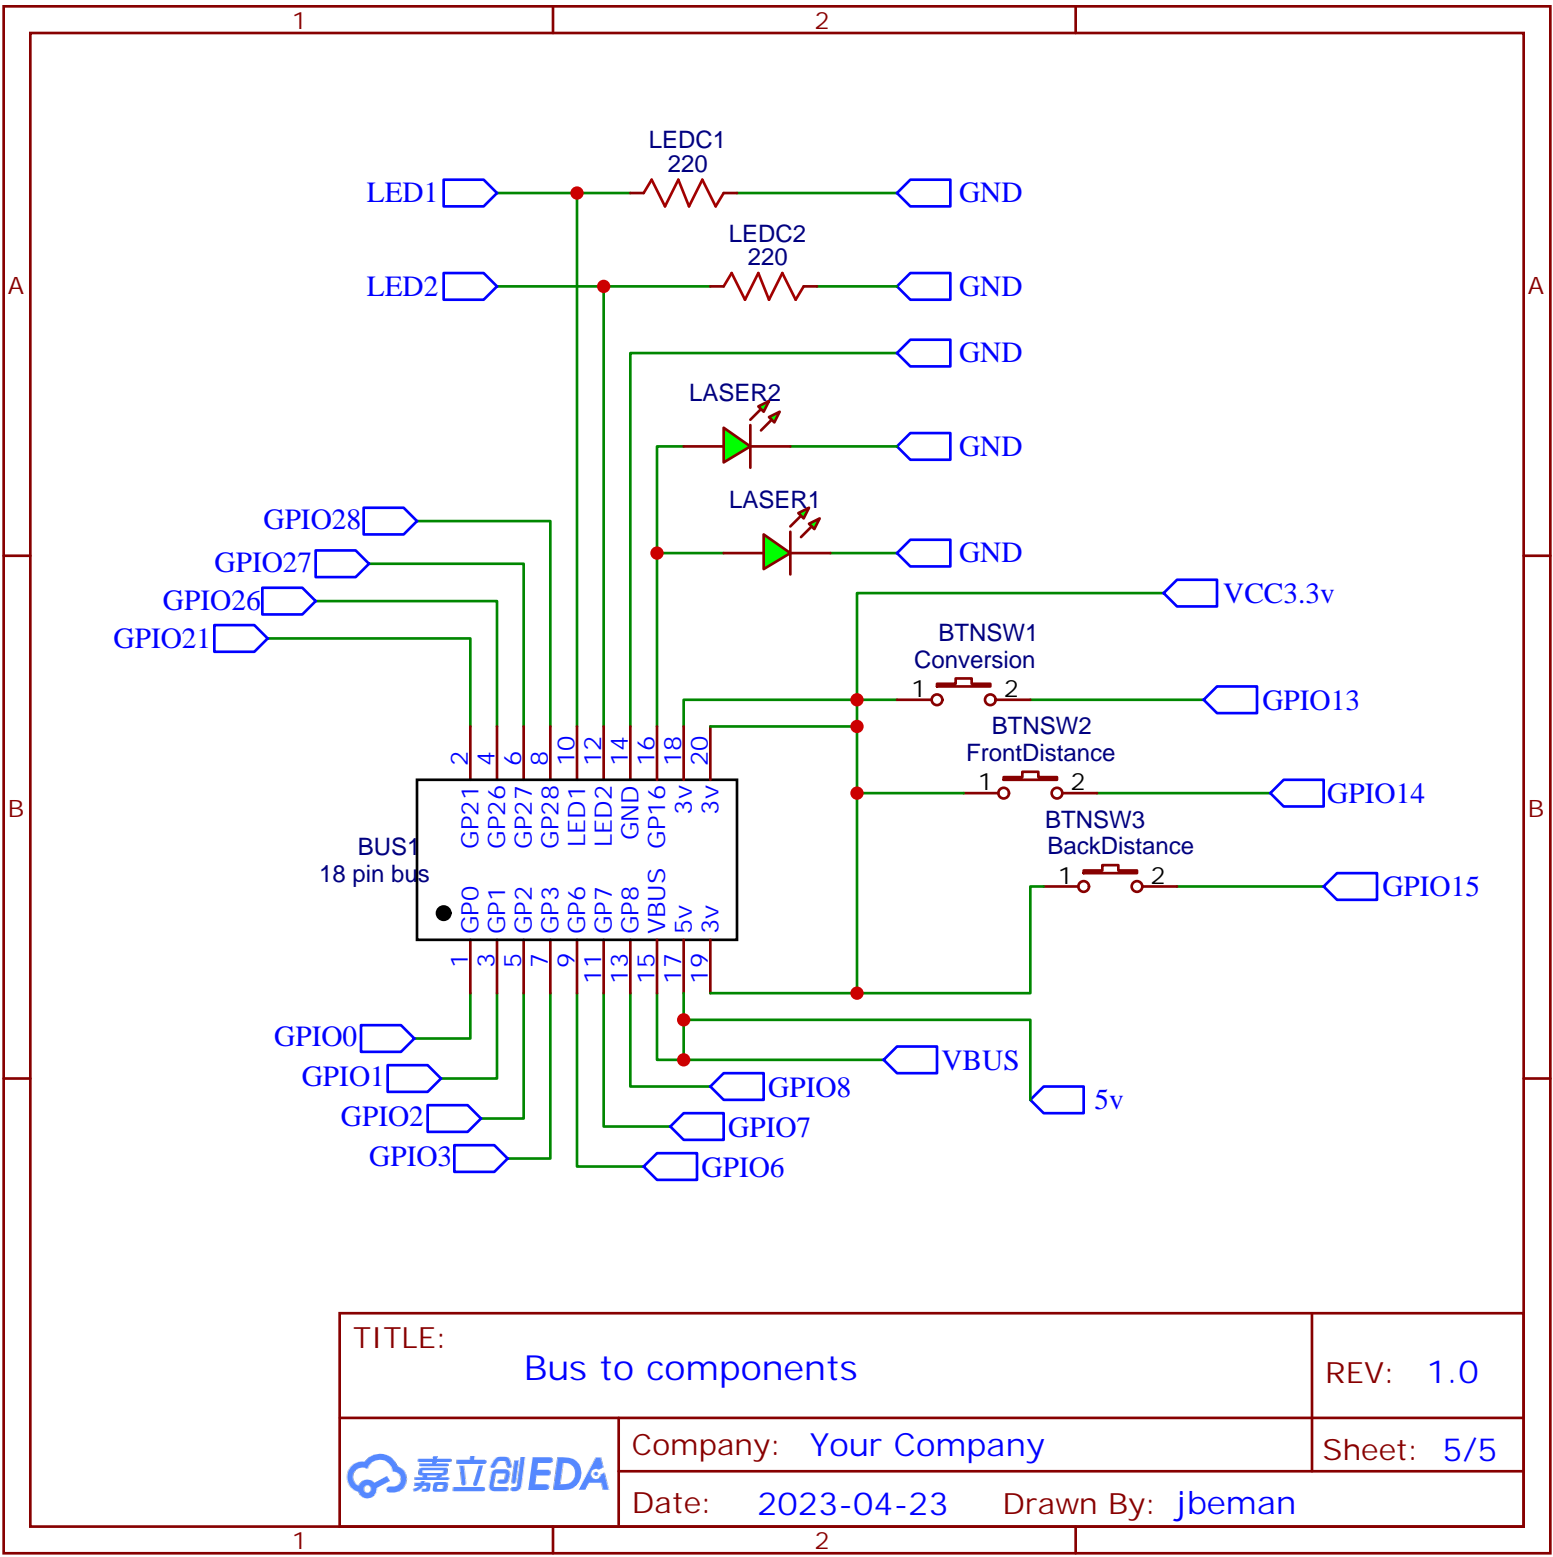 1 2
LEDC1
220
LED1 GND
LEDC2
220
A LED2 GND A
GND
LASER2
GND
LASER1
GPIO28 GND
GPIO27
GPIO26 VCC3.3v
GPIO21 BTNSW1
Conversion
1 2 GPIO13
BTNSW2
FrontDistance
2 4 6 8 10 12 14 16 18 20
1 2 GPIO14
GP21 GP26 GP27 GP28 LED1 LED2 GND GP16 3v 3v
B B
BTNSW3
BackDistance
BUS1
18 pin bus
1 2 GPIO15
GP0 GP1 GP2 GP3 GP6 GP7 GP8 VBUS 5v 3v
1 3 5 7 9 11 13 15 17 19
GPIO0
VBUS
GPIO1 GPIO8
5v
GPIO2 GPIO7
GPIO3 GPIO6
TITLE:
Bus to components
REV: 1.0
嘉立创EDA
Company: Your Company
Sheet: 5/5
Date: 2023-04-23 Drawn By: jbeman
1 2